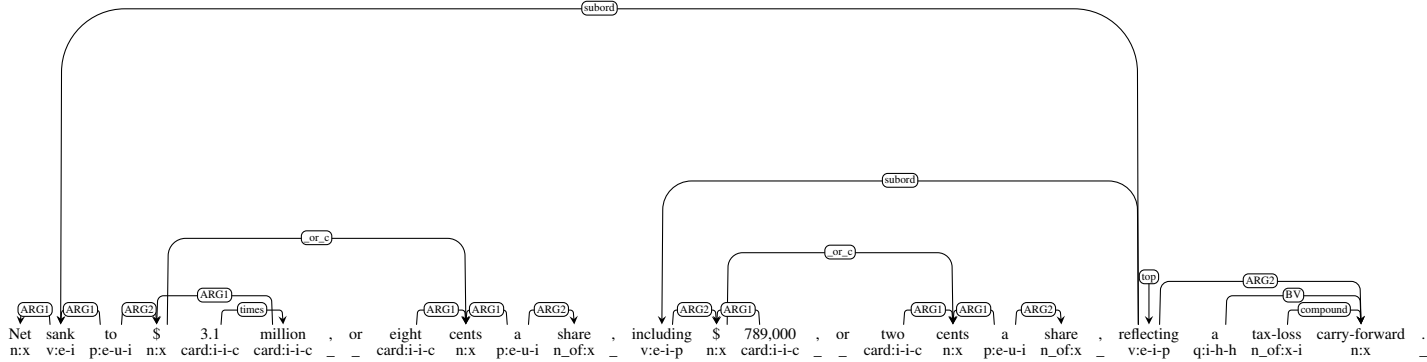 subord
subord
_or_c
_or_c
top
ARG1 ARG2
BV
ARG1 ARG1 ARG2 times ARG1 ARG1 ARG2 ARG2 ARG1 ARG1 ARG1 ARG2 compound
Net sank to $ 3.1 million , or eight cents a share , including $ 789,000 , or two cents a share , reflecting a tax-loss carry-forward .
n:x v:e-i p:e-u-i n:x card:i-i-c card:i-i-c _ _ card:i-i-c n:x p:e-u-i n_of:x _ v:e-i-p n:x card:i-i-c _ _ card:i-i-c n:x p:e-u-i n_of:x _ v:e-i-p q:i-h-h n_of:x-i n:x _